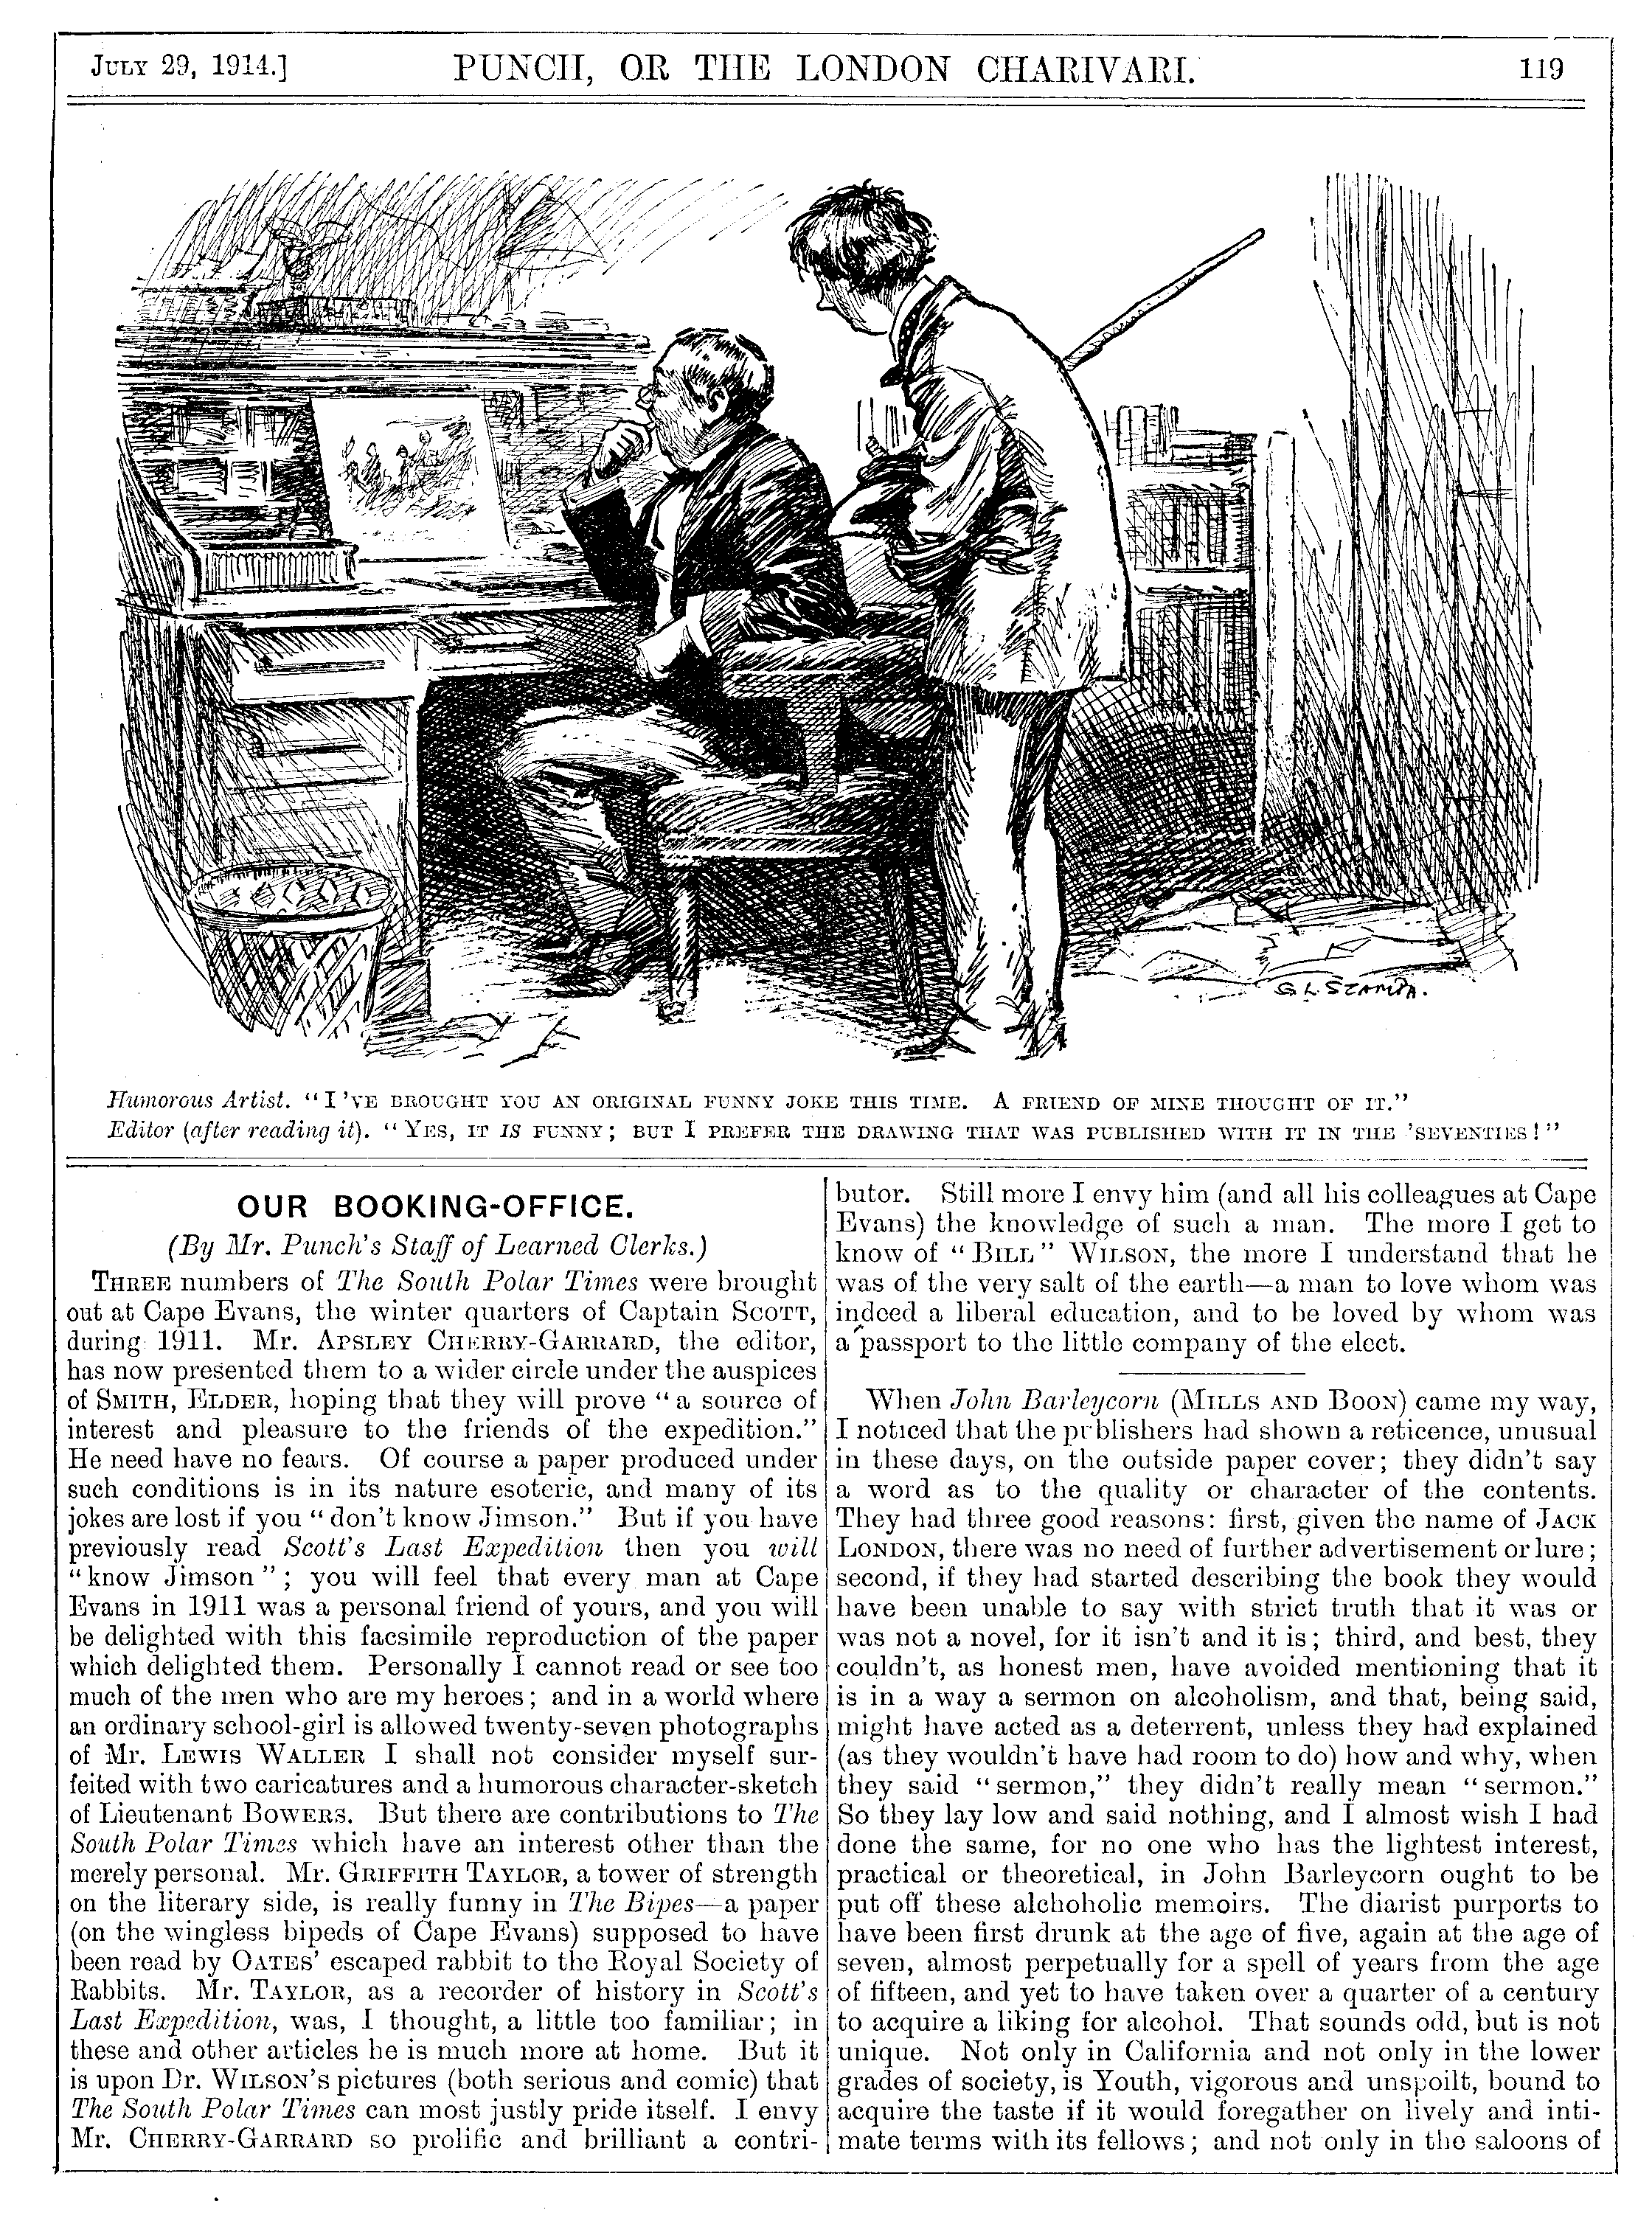 JULY 29, 1914.] PUNCH, OR THE LONDON CHARIVARI. 119
G. L. STAMPA.
Humorous Artist. "I'VE BROUGHT YOU AN ORIGINAL FUNNY JOKE THIS TIME. A FRIEND OF MINE THOUGHT OF IT."
Editor (after reading it). "YES, IT IS FUNNY; BUT I PREFER THE DRAWING THAT WAS PUBLISHED WITH IT IN THE 'SEVENTIES!"
OUR BOOKING-OFFICE.
(By Mr. Punch's Staff of Learned Clerks.)
THREE numbers of The South Polar Times were brought
out at Cape Evans, the winter quarters of Captain SCOTT,
during 1911. Mr. APSLEY CHERRY-GARRARD, the editor,
has now presented them to a wider circle under the auspices
of SMITH, ELDER, hoping that they will prove "a source of
interest and pleasure to the friends of the expedition."
He need have no fears. Of course a paper produced under
such conditions is in its nature esoteric, and many of its
jokes are lost if you "don't know Jimson." But if you have
previously read Scott's Last Expedition then you will
"know Jimson"; you will feel that every man at Cape
Evans in 1911 was a personal friend of yours, and you will
be delighted with this facsimile reproduction of the paper
which delighted them. Personally I cannot read or see too
much of the men who are my heroes; and in a world where
an ordinary school-girl is allowed twenty-seven photographs
of Mr. LEWIS WALLER I shall not consider myself sur-
feited with two caricatures and a humorous character-sketch
of Lieutenant BOWERS. But there are contributions to The
South Polar Times which have an interest other than the
merely personal. Mr. GRIFFITH TAYLOR, a tower of strength
on the literary side, is really funny in The Bipes—a paper
(on the wingless bipeds of Cape Evans) supposed to have
been read by OATES' escaped rabbit to the Royal Society of
Rabbits. Mr. TAYLOR, as a recorder of history in Scott's
Last Expedition, was, I thought, a little too familiar; in
these and other articles he is much more at home. But it
is upon Dr. WILSON'S pictures (both serious and comic) that
The South Polar Times can most justly pride itself. I envy
Mr. CHERRY-GARRARD so prolific and brilliant a contri-
butor. Still more I envy him (and all his colleagues at Cape
Evans) the knowledge of such a man. The more I get to
know of "BILL" WILSON, the more I understand that he
was of the very salt of the earth—a man to love whom was
indeed a liberal education, and to be loved by whom was
a passport to the little company of the elect.
When John Barleycorn (MILLS AND BOON) came my way,
I noticed that the publishers had shown a reticence, unusual
in these days, on the outside paper cover; they didn't say
a word as to the quality or character of the contents.
They had three good reasons: first, given the name of JACK
LONDON, there was no need of further advertisement or lure;
second, if they had started describing the book they would
have been unable to say with strict truth that it was or
was not a novel, for it isn't and it is; third, and best, they
couldn't, as honest men, have avoided mentioning that it
is in a way a sermon on alcoholism, and that, being said,
might have acted as a deterrent, unless they had explained
(as they wouldn't have had room to do) how and why, when
they said "sermon," they didn't really mean "sermon."
So they lay low and said nothing, and I almost wish I had
done the same, for no one who has the lightest interest,
practical or theoretical, in John Barleycorn ought to be
put off these alchoholic memoirs. The diarist purports to
have been first drunk at the age of five, again at the age of
seven, almost perpetually for a spell of years from the age
of fifteen, and yet to have taken over a quarter of a century
to acquire a liking for alcohol. That sounds odd, but is not
unique. Not only in California and not only in the lower
grades of society, is Youth, vigorous and unspoilt, bound to
acquire the taste if it would foregather on lively and inti-
mate terms with its fellows; and not only in the saloons of